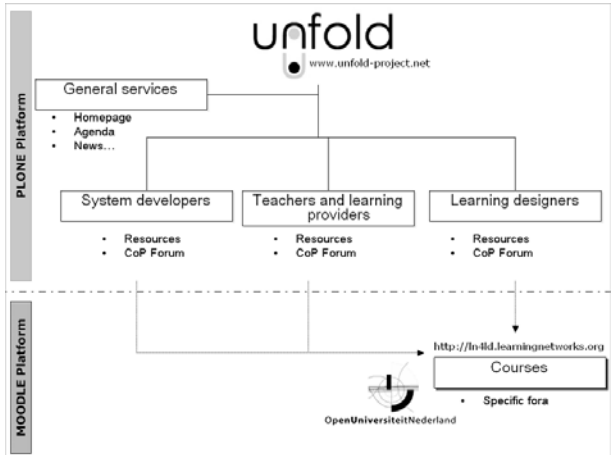 unfold
www.unfold-project.net
PLONE Platform
General services
• Homepage
• Agenda
• News...
System developers
• Resources
• CoP Forum
Teachers and learning
providers
• Resources
• CoP Forum
Learning designers
• Resources
• CoP Forum
MOODLE Platform
http://ln4ld.learningnetworks.org
Courses
• Specific fora
OpenUniversiteitNederland